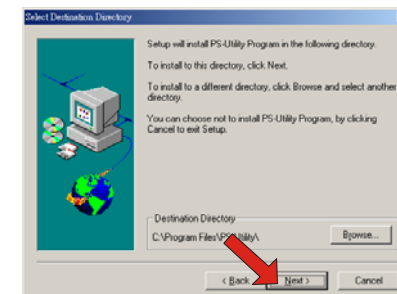 Select Destination Directory
Setup will install PS-Utility Program in the following directory.
To install to this directory, click Next.
To install to a different directory, click Browse and select another
directory.
You can choose not to install PS-Utility Program, by clicking
Cancel to exit Setup.
Destination Directory
C:\Program Files\PS-Utility\
Browse...
< Back
Next >
Cancel